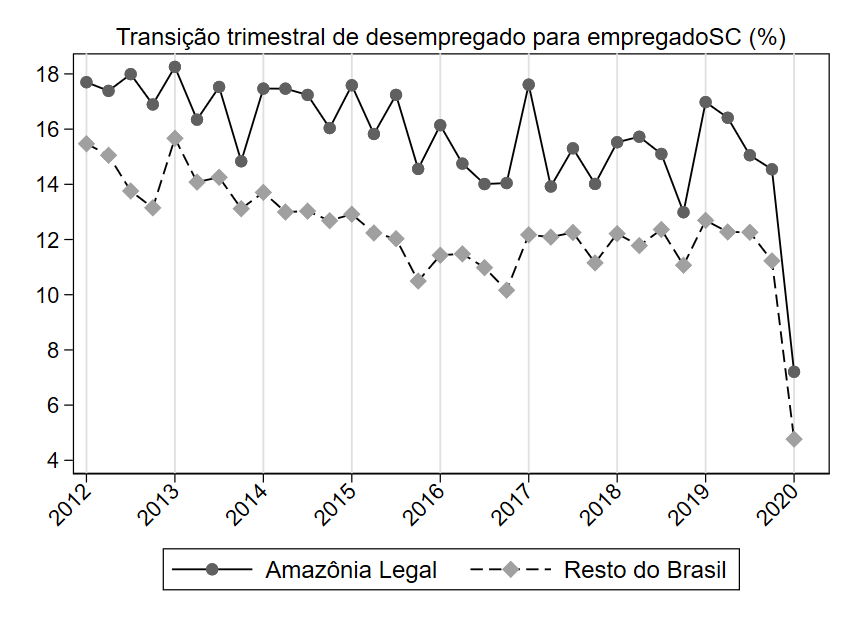 Transição trimestral de desempregado para empregadoSC (%)
18
16
14
12
10
8
6
4
2012 2013 2014 2015 2016 2017 2018 2019 2020
Amazônia Legal Resto do Brasil